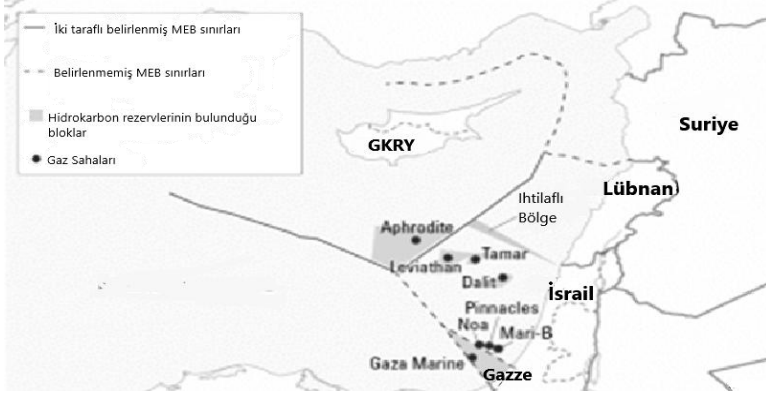 İki taraflı belirlenmiş MEB sınırları
Belirlenmemiş MEB sınırları
Hidrokarbon rezervlerinin bulunduğu
bloklar
Gaz Sahaları
GKRY
Suriye
Lübnan
Ihtilaflı
Bölge
Aphrodite
Leviathan
Tamar
Dalit
İsrail
Pinnacles
Noa
Mari-B
Gaza Marine
Gazze